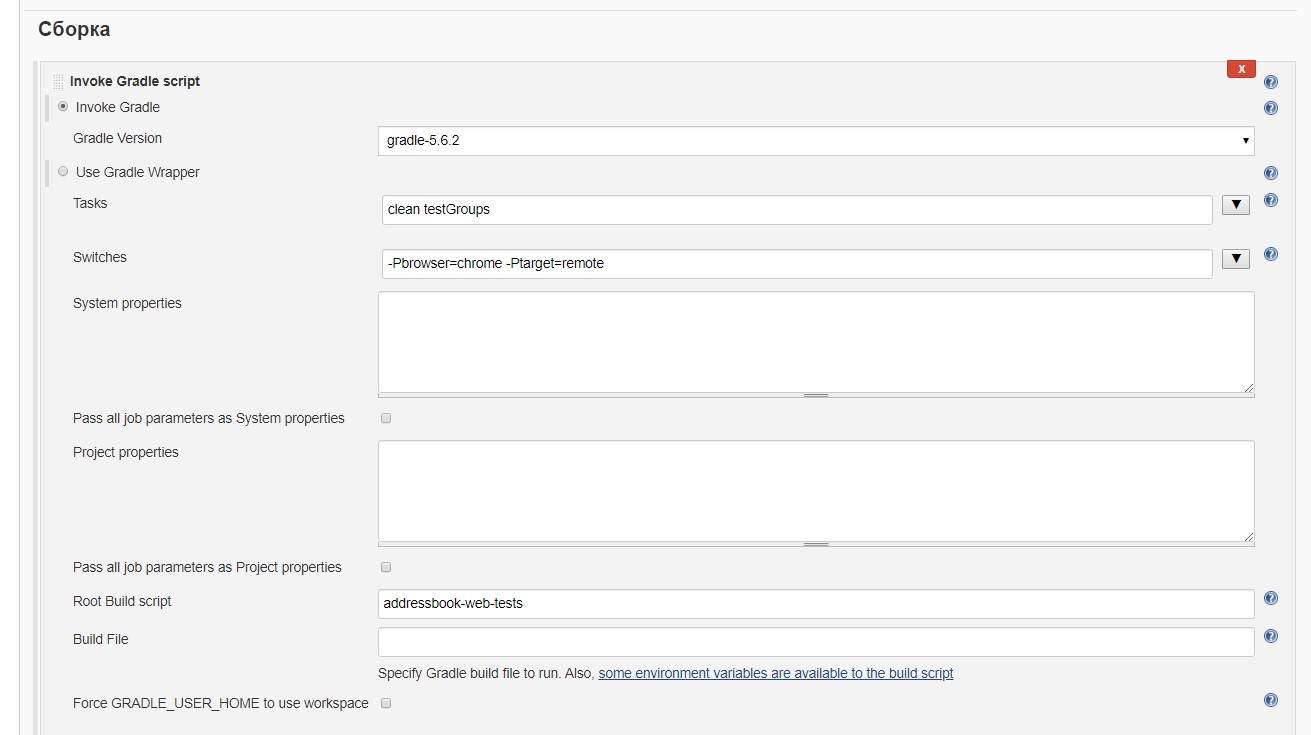 Сборка
Invoke Gradle script
X
Invoke Gradle
Gradle Version
gradle-5.6.2
Use Gradle Wrapper
Tasks
clean testGroups
Switches
-Pbrowser=chrome -Ptarget=remote
System properties
Pass all job parameters as System properties
Project properties
Pass all job parameters as Project properties
Root Build script
addressbook-web-tests
Build File
Specify Gradle build file to run. Also, some environment variables are available to the build script
Force GRADLE_USER_HOME to use workspace